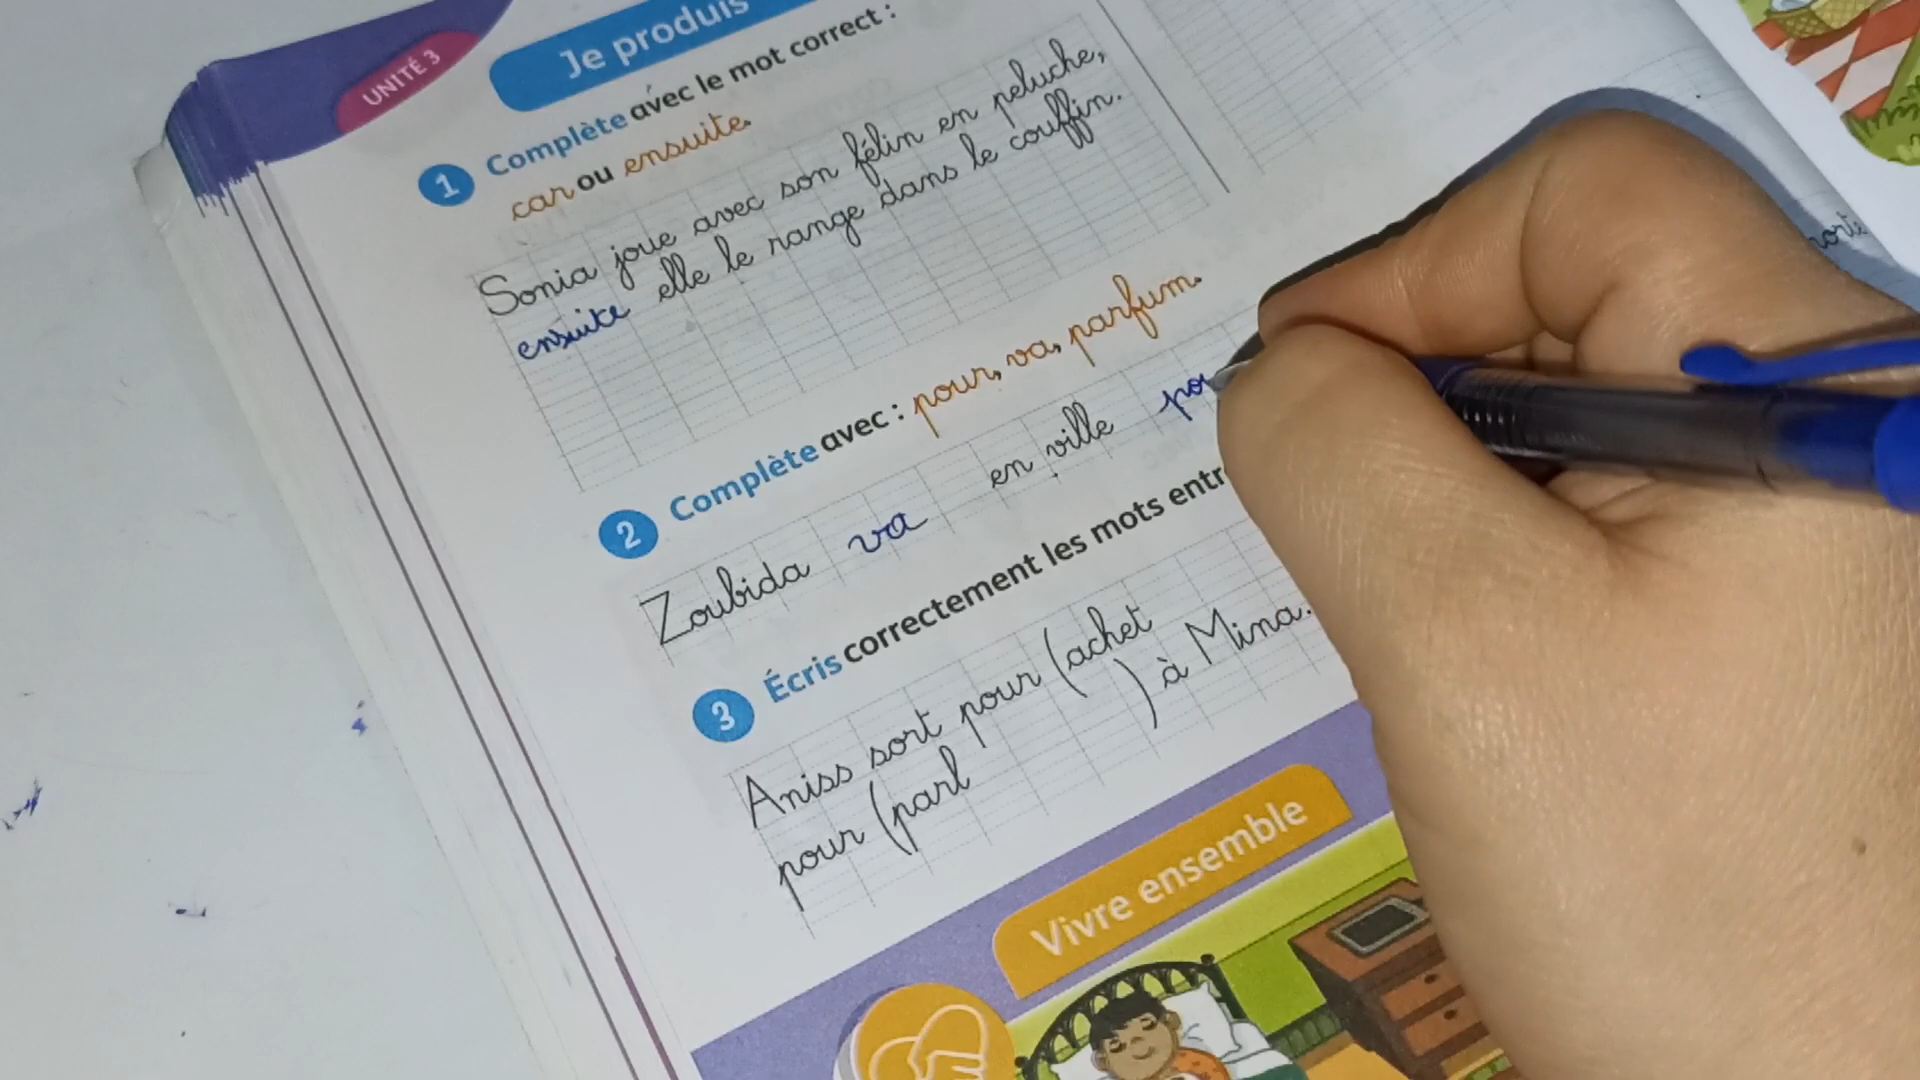 UNITÉ 3
Je produis
1 Complète avec le mot correct :
car ou ensuite.
Sonia joue avec son félin en peluche,
ensuite elle le range dans le couffin.
2 Complète avec : pour, va, parfum.
Zoubida va en ville po
3 Écris correctement les mots entr
Aniss sort pour (achet
pour (parl ) à Mina.
Vivre ensemble